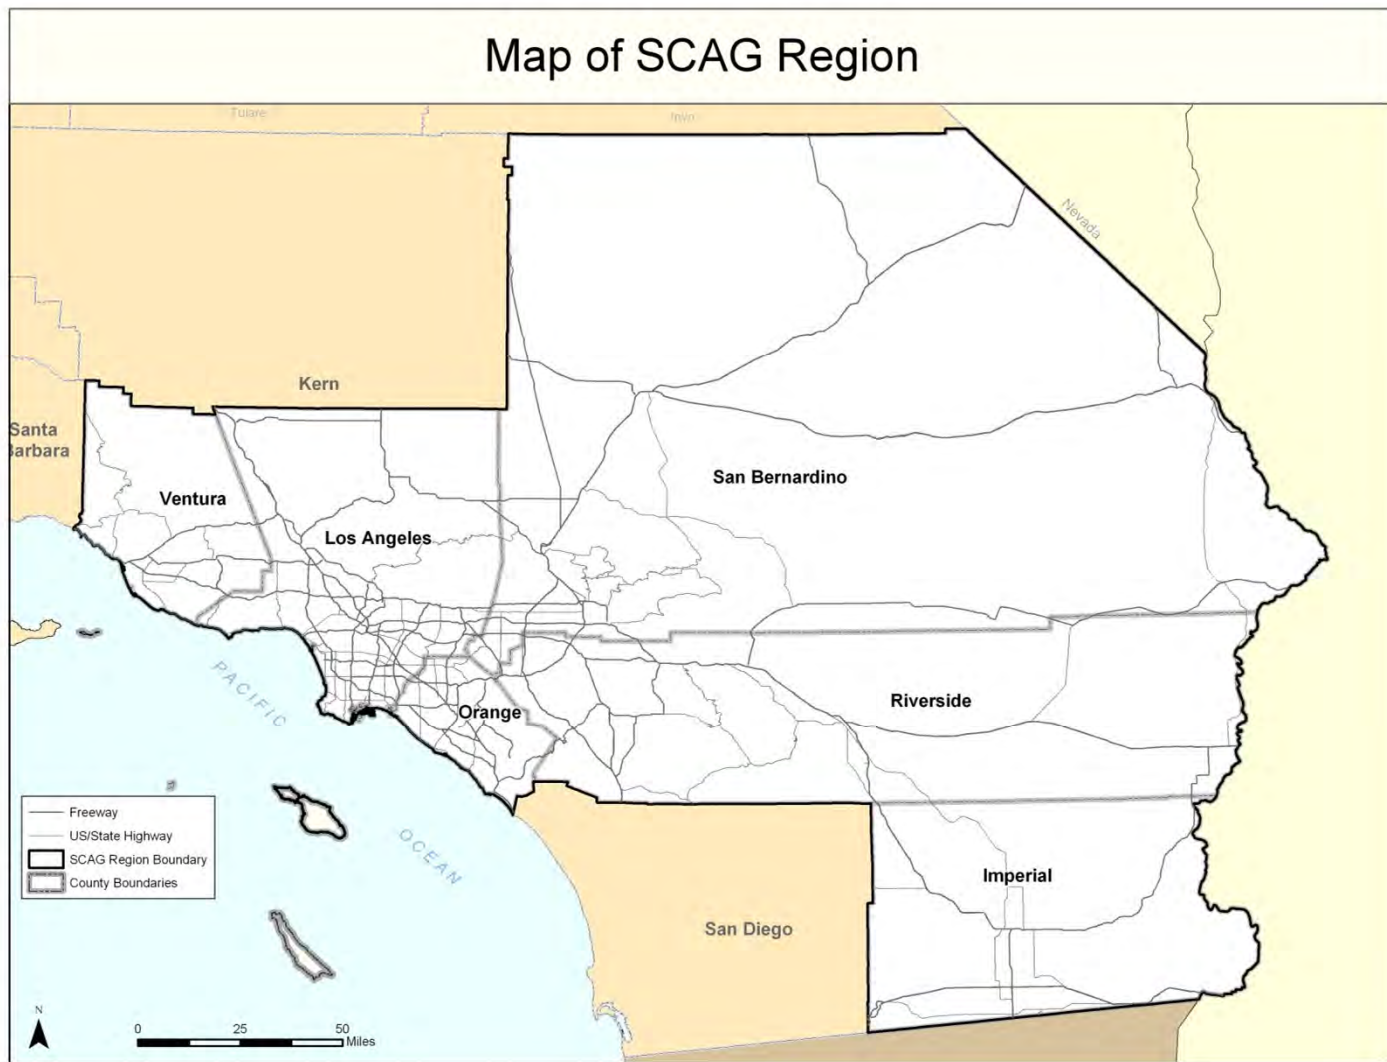 Map of SCAG Region
Tulare
Inyo
Nevada
Kern
Santa
Barbara
Ventura
Los Angeles
San Bernardino
Riverside
Orange
PACIFIC
OCEAN
Freeway
US/State Highway
SCAG Region Boundary
County Boundaries
Imperial
San Diego
N
0 25 50
Miles